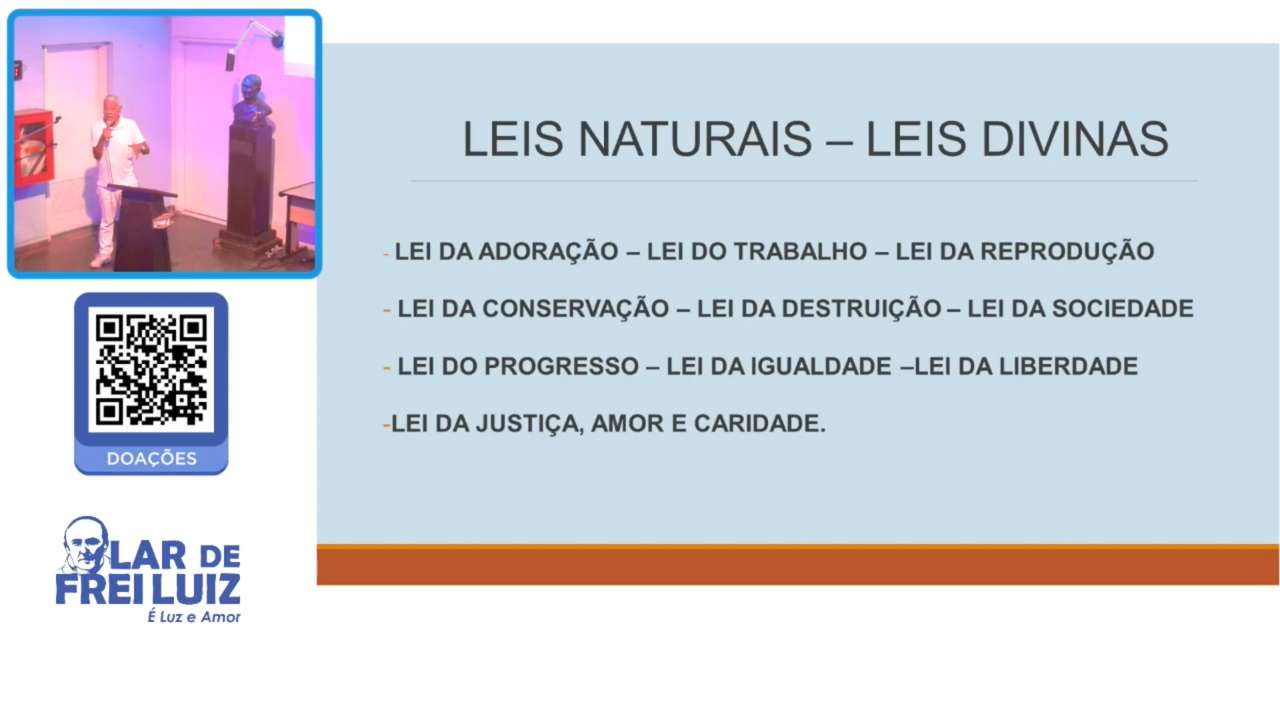 LEIS NATURAIS – LEIS DIVINAS
- LEI DA ADORAÇÃO – LEI DO TRABALHO – LEI DA REPRODUÇÃO
- LEI DA CONSERVAÇÃO – LEI DA DESTRUIÇÃO – LEI DA SOCIEDADE
- LEI DO PROGRESSO – LEI DA IGUALDADE –LEI DA LIBERDADE
-LEI DA JUSTIÇA, AMOR E CARIDADE.
DOAÇÕES
LAR DE
FREI LUIZ
É Luz e Amor